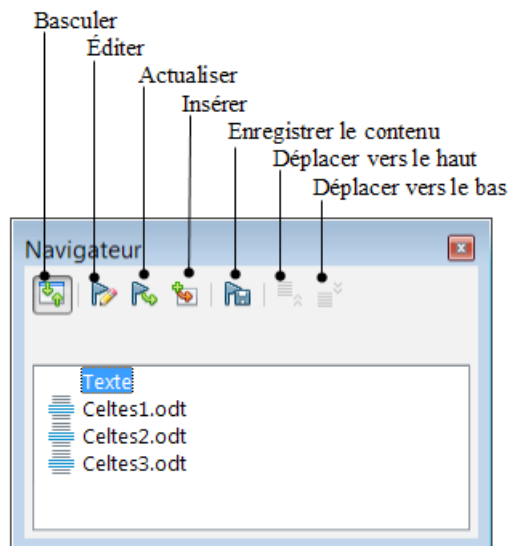 Basculer
Éditer
Actualiser
Insérer
Enregistrer le contenu
Déplacer vers le haut
Déplacer vers le bas
Navigateur
Texte
Celtes1.odt
Celtes2.odt
Celtes3.odt